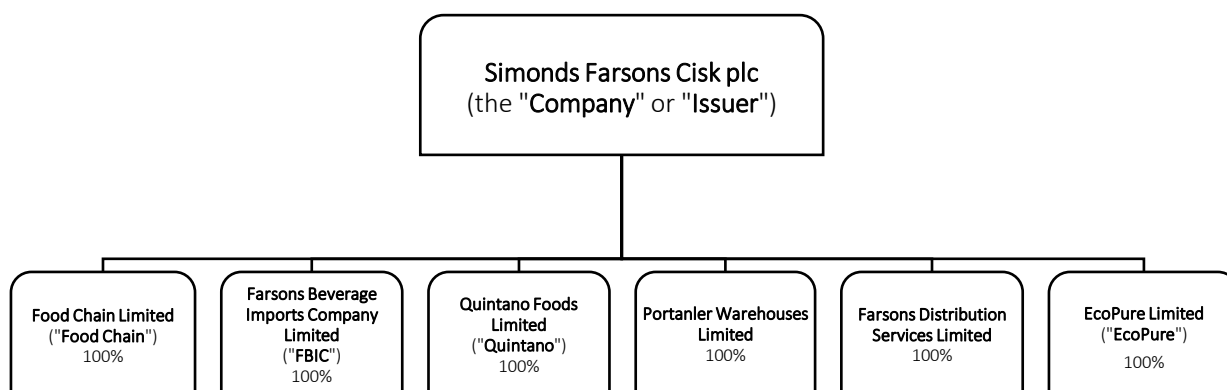 Simonds Farsons Cisk plc
(the "Company" or "Issuer")
Food Chain Limited
("Food Chain")
100%
Farsons Beverage
Imports Company
Limited
("FBIC")
100%
Quintano Foods
Limited
("Quintano")
100%
Portanler Warehouses
Limited
100%
Farsons Distribution
Services Limited
100%
EcoPure Limited
("EcoPure")
100%